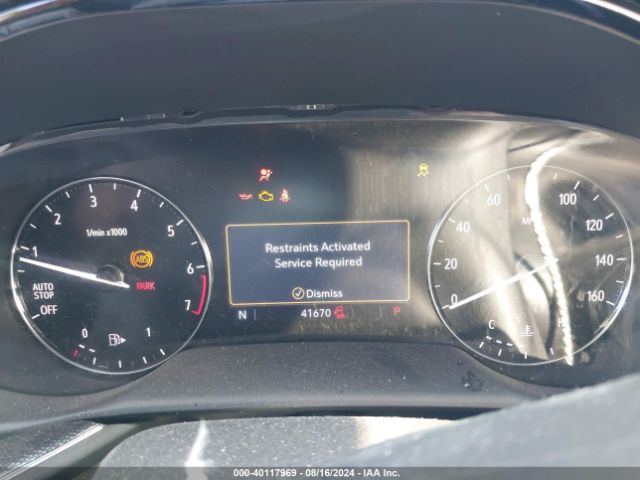 1 2 3 4 5 6 7
1/min x1000
ABS
PARK
AUTO
STOP
OFF
0 1
Restraints Activated
Service Required
Dismiss
N 41670 P
0 20 40 60 100 120 140 160
C
000-40117969 - 08/16/2024 - IAA Inc.